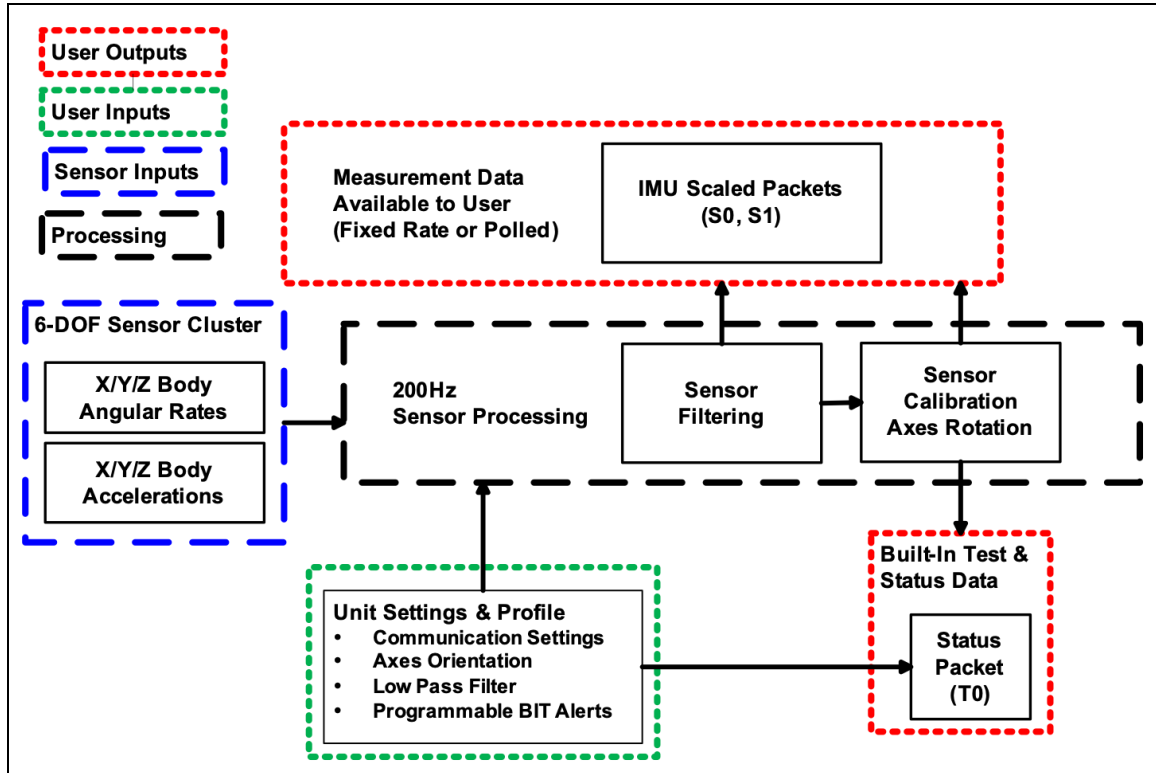 User Outputs
User Inputs
Sensor Inputs
Processing
Measurement Data
Available to User
(Fixed Rate or Polled)
IMU Scaled Packets
(S0, S1)
6-DOF Sensor Cluster
X/Y/Z Body
Angular Rates
X/Y/Z Body
Accelerations
200Hz
Sensor Processing
Sensor
Filtering
Sensor
Calibration
Axes Rotation
Unit Settings & Profile
• Communication Settings
• Axes Orientation
• Low Pass Filter
• Programmable BIT Alerts
Built-In Test &
Status Data
Status
Packet
(T0)